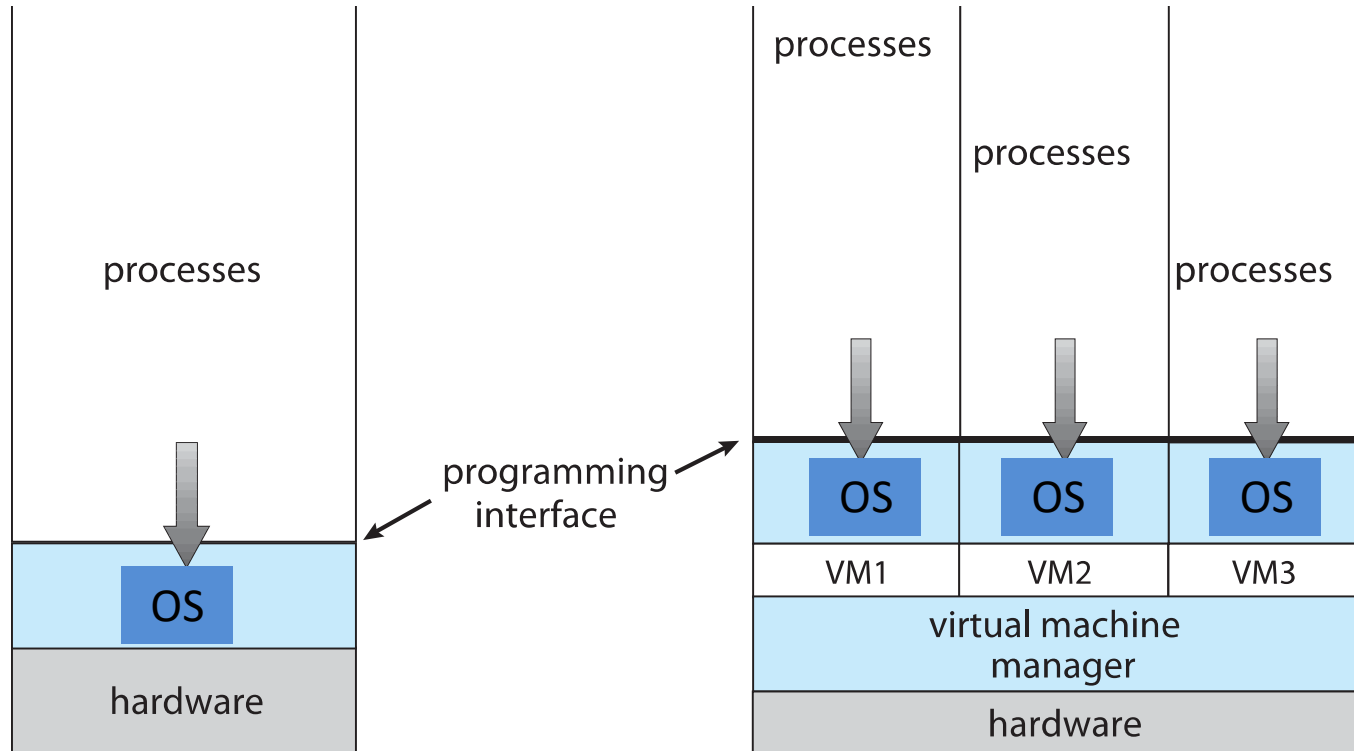 processes
OS
hardware
programming
interface
processes
processes
processes
OS
OS
OS
VM1
VM2
VM3
virtual machine
manager
hardware